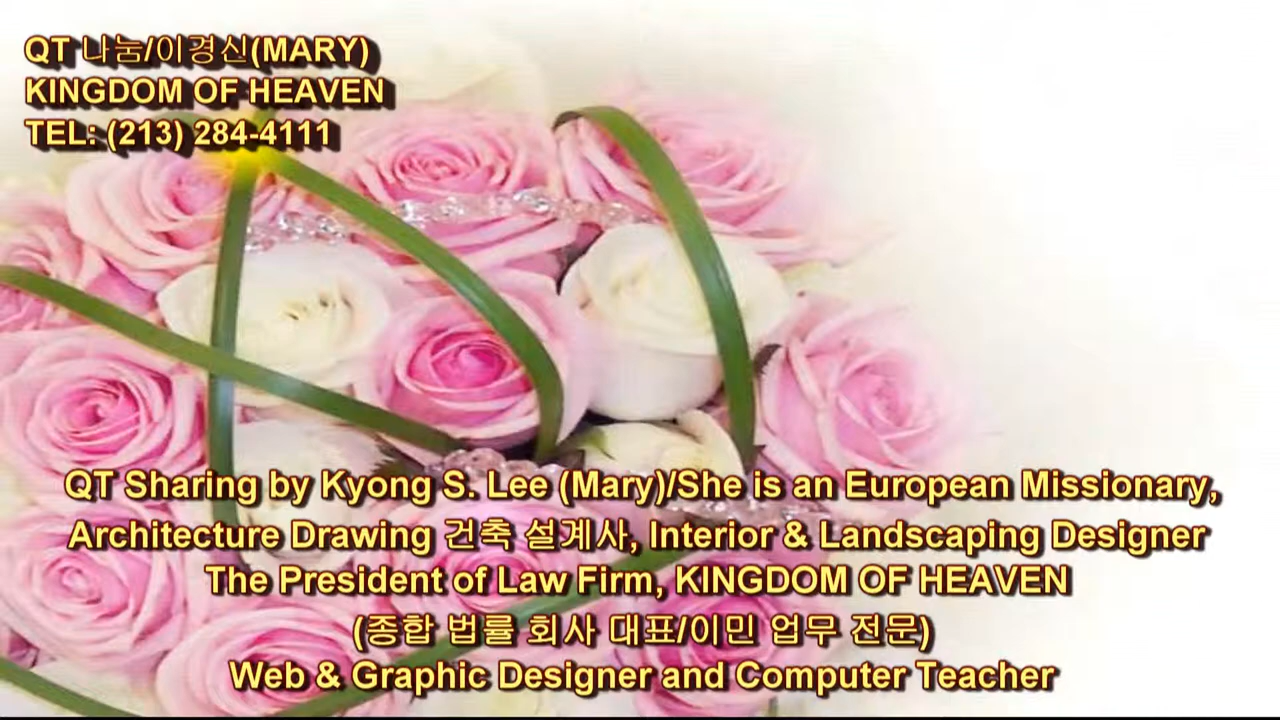 QT 나눔/이경신(MARY)
KINGDOM OF HEAVEN
TEL: (213) 284-4111
QT Sharing by Kyong S. Lee (Mary)/She is an European Missionary,
Architecture Drawing 건축 설계사, Interior & Landscaping Designer
The President of Law Firm, KINGDOM OF HEAVEN
(종합 법률 회사 대표/이민 업무 전문)
Web & Graphic Designer and Computer Teacher